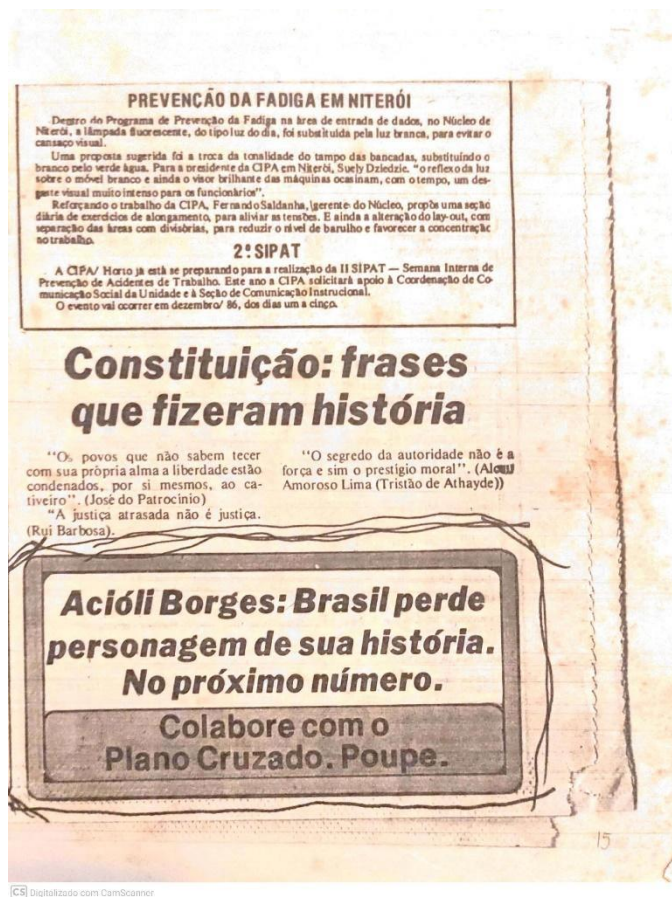 PREVENÇÃO DA FADIGA EM NITERÓI
Dentro do Programa de Prevenção da Fadiga na área de entrada de dados, no Núcleo de
Niterói, a lâmpada fluorescente, do tipo luz do dia, foi substituída pela luz branca, para evitar o
cansaço visual.
Uma proposta sugerida foi a troca da tonalidade do tampo das bancadas, substituindo o
branco pelo verde água. Para a presidente da CIPA em Niterói, Suely Dziedzic. "o reflexo da luz
sobre o móvel branco e ainda o visor brilhante das máquinas ocasinam, com o tempo, um des-
gaste visual muito intenso para os funcionários".
Reforçando o trabalho da CIPA, Fernando Saldanha, gerente do Núcleo, propôs uma seção
diária de exercícios de alongamento, para aliviar as tensões. E ainda a alteração do lay-out, com
separação das áreas com divisórias, para reduzir o nível de barulho e favorecer a concentração
no trabalho.
2ª SIPAT
A CIPA/ Horto já está se preparando para a realização da II SIPAT — Semana Interna de
Prevenção de Acidentes de Trabalho. Este ano a CIPA solicitará apoio à Coordenação de Co-
municação Social da Unidade e à Seção de Comunicação Instrucional.
O evento vai ocorrer em dezembro/ 86, dos dias um a cinco.
Constituição: frases
que fizeram história
"Os povos que não sabem tecer
com sua própria alma a liberdade estão
condenados, por si mesmos, ao ca-
tiveiro". (José do Patrocínio)
"A justiça atrasada não é justiça.
(Rui Barbosa).
"O segredo da autoridade não é a
força e sim o prestígio moral". (Alceu
Amoroso Lima (Tristão de Athayde))
Acióli Borges: Brasil perde
personagem de sua história.
No próximo número.
Colabore com o
Plano Cruzado. Poupe.
15
CS Digitalizado com CamScanner